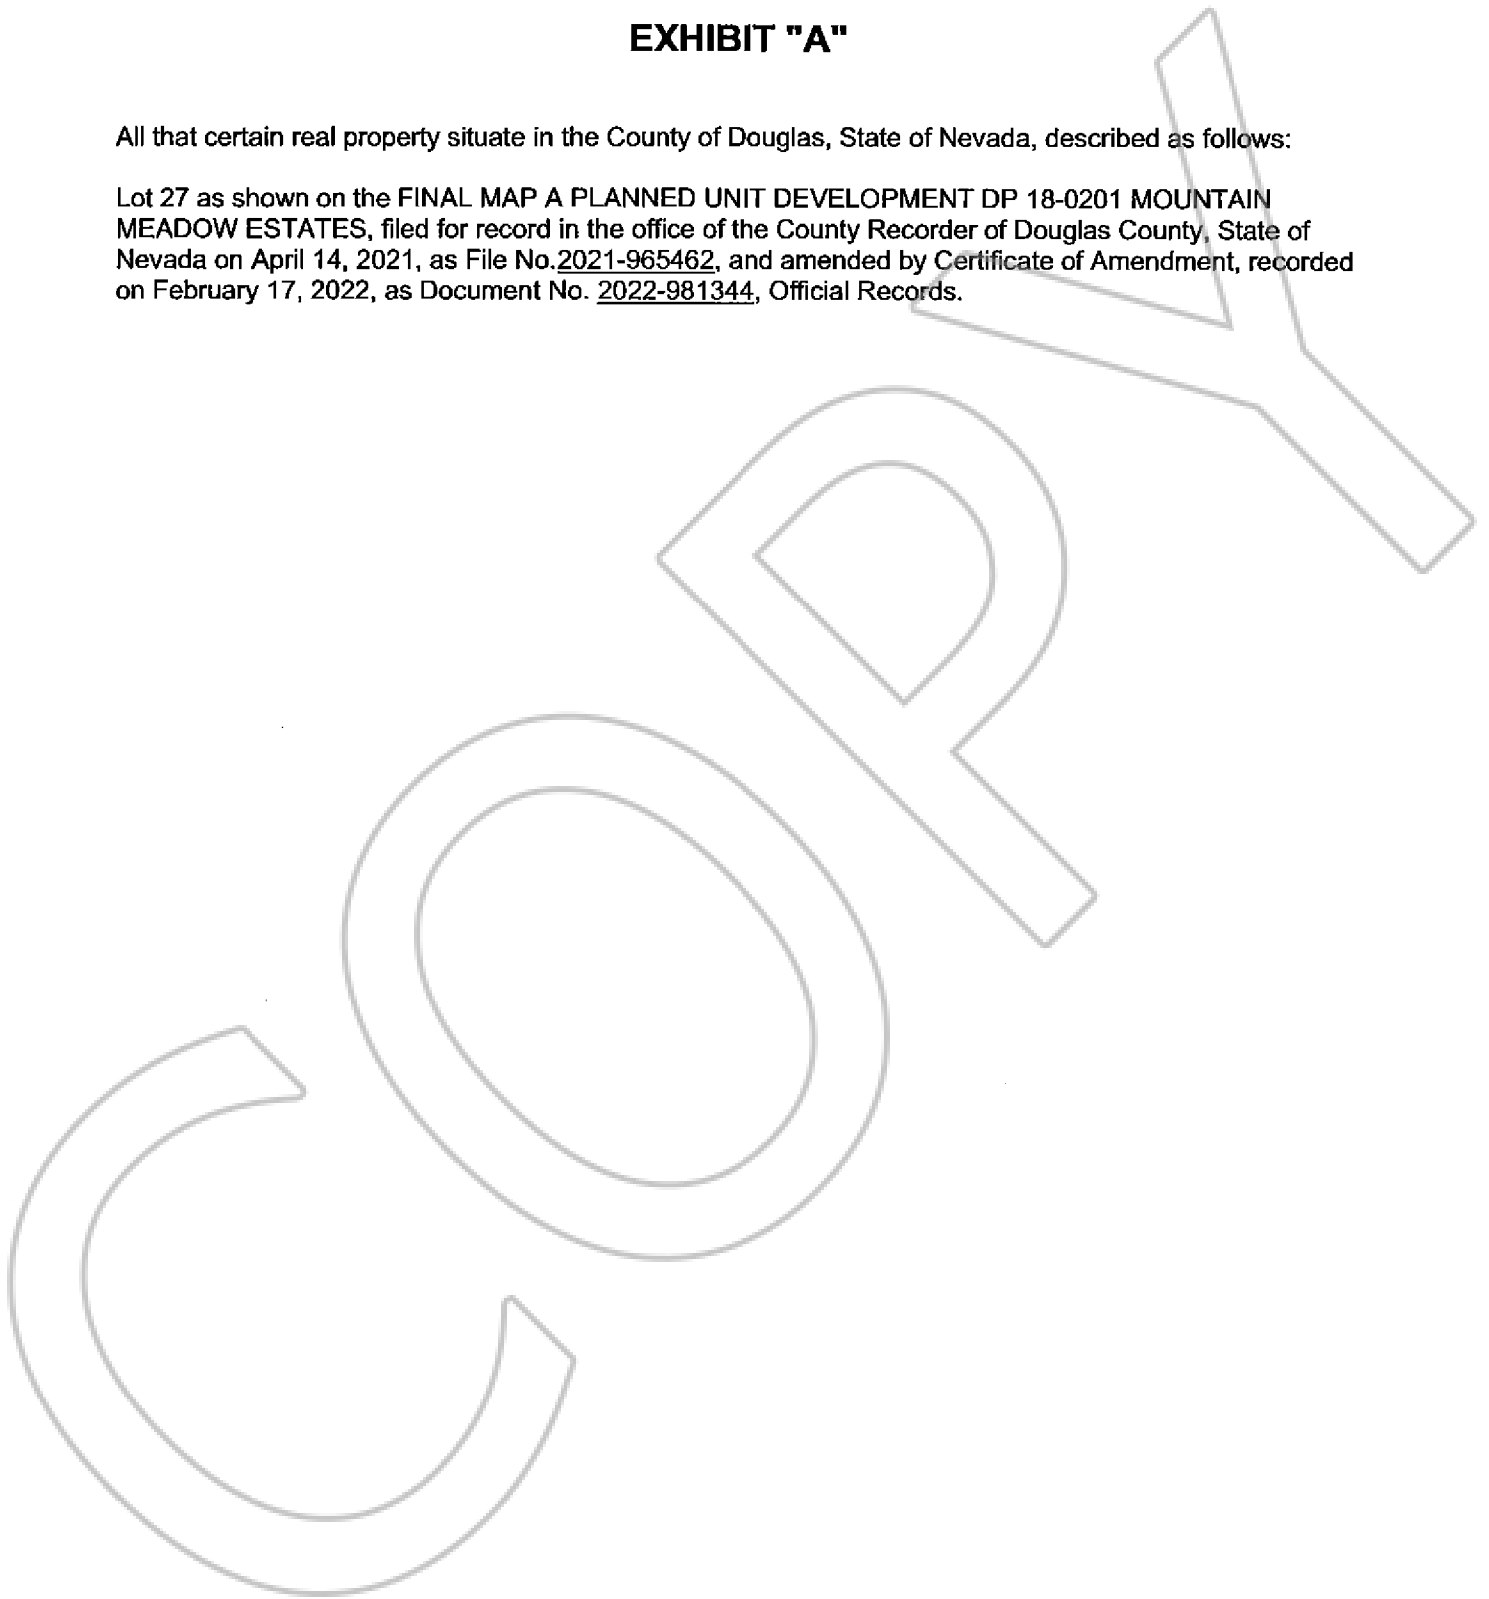 EXHIBIT "A"
All that certain real property situate in the County of Douglas, State of Nevada, described as follows:
Lot 27 as shown on the FINAL MAP A PLANNED UNIT DEVELOPMENT DP 18-0201 MOUNTAIN
MEADOW ESTATES, filed for record in the office of the County Recorder of Douglas County, State of
Nevada on April 14, 2021, as File No.2021-965462, and amended by Certificate of Amendment, recorded
on February 17, 2022, as Document No. 2022-981344, Official Records.
COPY